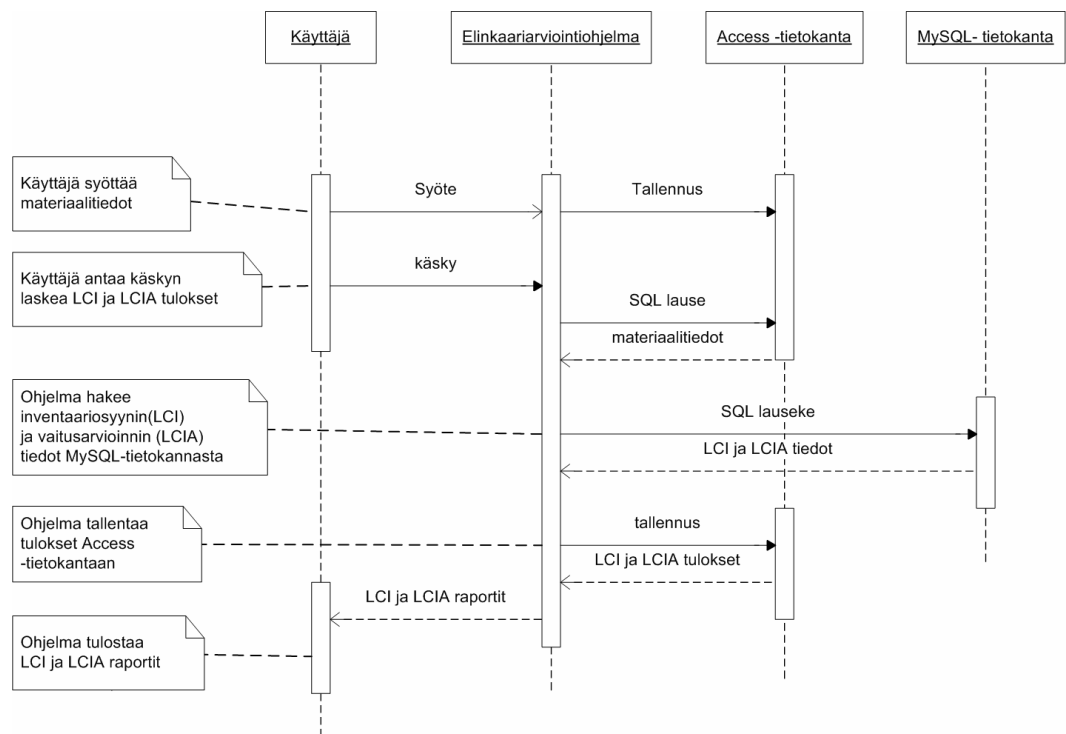 Käyttäjä
Elinkaariarviointiohjelma
Access -tietokanta
MySQL- tietokanta
Käyttäjä syöttää
materiaalitiedot
Syöte
Tallennus
Käyttäjä antaa käskyn
laskea LCI ja LCIA tulokset
käsky
SQL lause
materiaalitiedot
Ohjelma hakee
inventaariosyynin(LCI)
ja vaitusarvioinnin (LCIA)
tiedot MySQL-tietokannasta
SQL lauseke
LCI ja LCIA tiedot
Ohjelma tallentaa
tulokset Access
-tietokantaan
tallennus
LCI ja LCIA tulokset
LCI ja LCIA raportit
Ohjelma tulostaa
LCI ja LCIA raportit